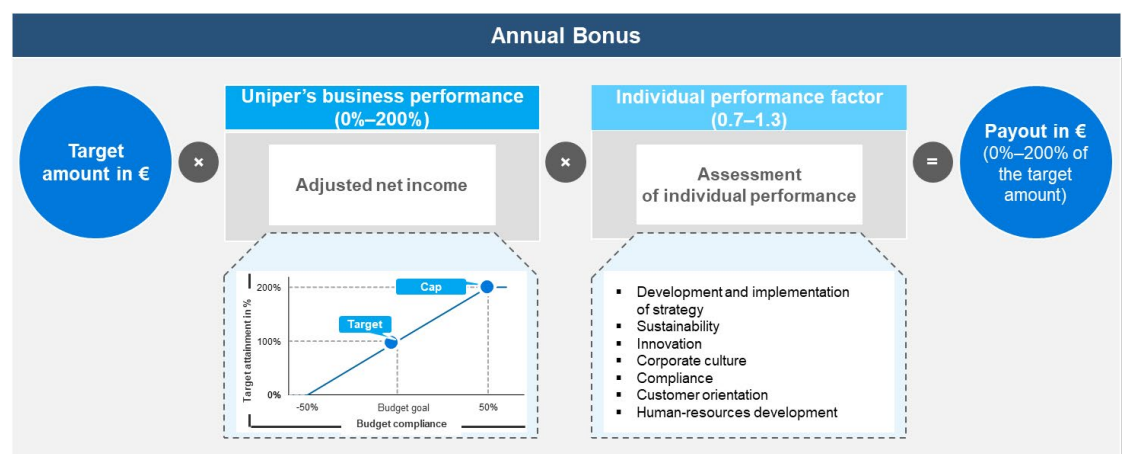 Annual Bonus
Target
amount in €
×
Uniper's business performance
(0%–200%)
Adjusted net income
×
Individual performance factor
(0.7–1.3)
Assessment
of individual performance
=
Payout in €
(0%–200% of
the target
amount)
Target attainment in %
200%
100%
0%
Cap
Target
-50%
Budget goal
50%
Budget compliance
▪ Development and implementation
of strategy
▪ Sustainability
▪ Innovation
▪ Corporate culture
▪ Compliance
▪ Customer orientation
▪ Human-resources development